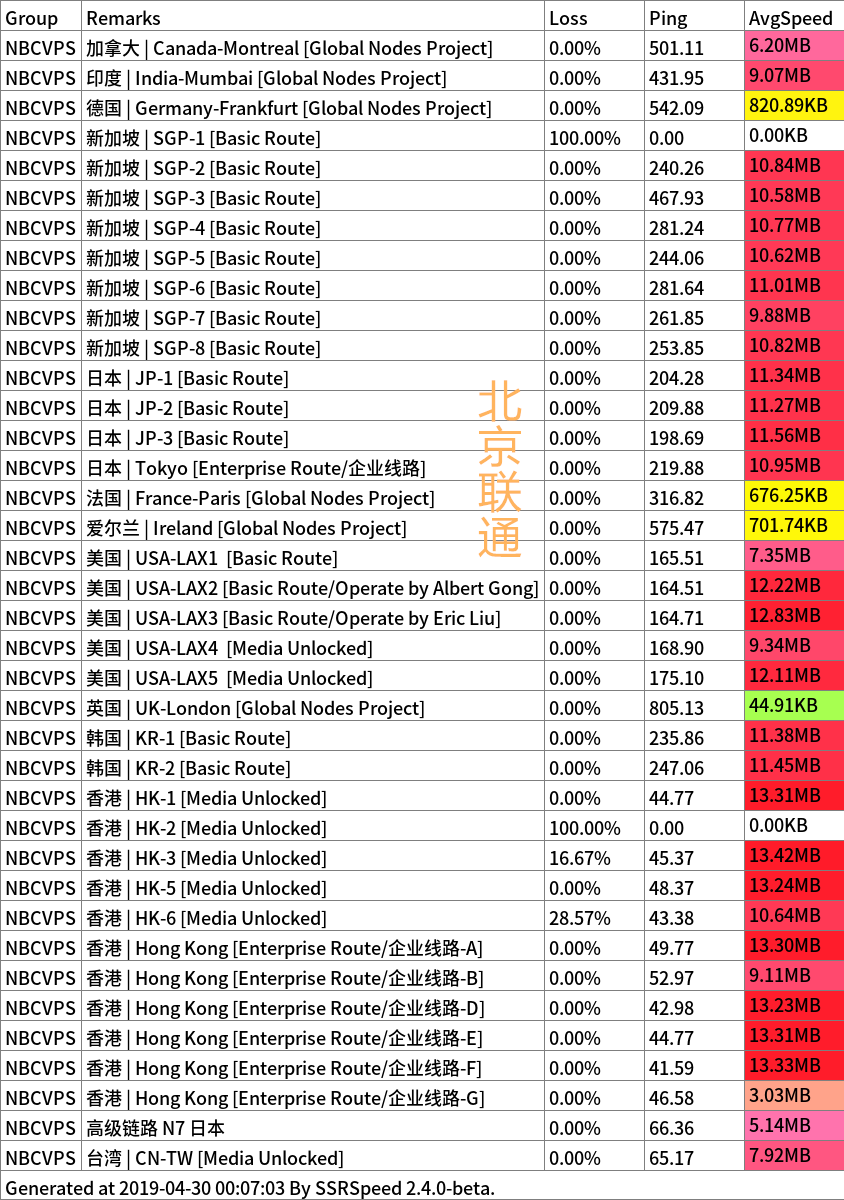 Group Remarks Loss Ping AvgSpeed
NBCVPS 加拿大 | Canada-Montreal [Global Nodes Project] 0.00% 501.11 6.20MB
NBCVPS 印度 | India-Mumbai [Global Nodes Project] 0.00% 431.95 9.07MB
NBCVPS 德国 | Germany-Frankfurt [Global Nodes Project] 0.00% 542.09 820.89KB
NBCVPS 新加坡 | SGP-1 [Basic Route] 100.00% 0.00 0.00KB
NBCVPS 新加坡 | SGP-2 [Basic Route] 0.00% 240.26 10.84MB
NBCVPS 新加坡 | SGP-3 [Basic Route] 0.00% 467.93 10.58MB
NBCVPS 新加坡 | SGP-4 [Basic Route] 0.00% 281.24 10.77MB
NBCVPS 新加坡 | SGP-5 [Basic Route] 0.00% 244.06 10.62MB
NBCVPS 新加坡 | SGP-6 [Basic Route] 0.00% 281.64 11.01MB
NBCVPS 新加坡 | SGP-7 [Basic Route] 0.00% 261.85 9.88MB
NBCVPS 新加坡 | SGP-8 [Basic Route] 0.00% 253.85 10.82MB
NBCVPS 日本 | JP-1 [Basic Route] 0.00% 204.28 11.34MB
NBCVPS 日本 | JP-2 [Basic Route] 0.00% 209.88 11.27MB
NBCVPS 日本 | JP-3 [Basic Route] 0.00% 198.69 11.56MB
NBCVPS 日本 | Tokyo [Enterprise Route/企业线路] 0.00% 219.88 10.95MB
NBCVPS 法国 | France-Paris [Global Nodes Project] 0.00% 316.82 676.25KB
NBCVPS 爱尔兰 | Ireland [Global Nodes Project] 0.00% 575.47 701.74KB
NBCVPS 美国 | USA-LAX1 [Basic Route] 0.00% 165.51 7.35MB
NBCVPS 美国 | USA-LAX2 [Basic Route/Operate by Albert Gong] 0.00% 164.51 12.22MB
NBCVPS 美国 | USA-LAX3 [Basic Route/Operate by Eric Liu] 0.00% 164.71 12.83MB
NBCVPS 美国 | USA-LAX4 [Media Unlocked] 0.00% 168.90 9.34MB
NBCVPS 美国 | USA-LAX5 [Media Unlocked] 0.00% 175.10 12.11MB
NBCVPS 英国 | UK-London [Global Nodes Project] 0.00% 805.13 44.91KB
NBCVPS 韩国 | KR-1 [Basic Route] 0.00% 235.86 11.38MB
NBCVPS 韩国 | KR-2 [Basic Route] 0.00% 247.06 11.45MB
NBCVPS 香港 | HK-1 [Media Unlocked] 0.00% 44.77 13.31MB
NBCVPS 香港 | HK-2 [Media Unlocked] 100.00% 0.00 0.00KB
NBCVPS 香港 | HK-3 [Media Unlocked] 16.67% 45.37 13.42MB
NBCVPS 香港 | HK-5 [Media Unlocked] 0.00% 48.37 13.24MB
NBCVPS 香港 | HK-6 [Media Unlocked] 28.57% 43.38 10.64MB
NBCVPS 香港 | Hong Kong [Enterprise Route/企业线路-A] 0.00% 49.77 13.30MB
NBCVPS 香港 | Hong Kong [Enterprise Route/企业线路-B] 0.00% 52.97 9.11MB
NBCVPS 香港 | Hong Kong [Enterprise Route/企业线路-D] 0.00% 42.98 13.23MB
NBCVPS 香港 | Hong Kong [Enterprise Route/企业线路-E] 0.00% 44.77 13.31MB
NBCVPS 香港 | Hong Kong [Enterprise Route/企业线路-F] 0.00% 41.59 13.33MB
NBCVPS 香港 | Hong Kong [Enterprise Route/企业线路-G] 0.00% 46.58 3.03MB
NBCVPS 高级链路 N7 日本 0.00% 66.36 5.14MB
NBCVPS 台湾 | CN-TW [Media Unlocked] 0.00% 65.17 7.92MB
Generated at 2019-04-30 00:07:03 By SSRSpeed 2.4.0-beta.
北京联通